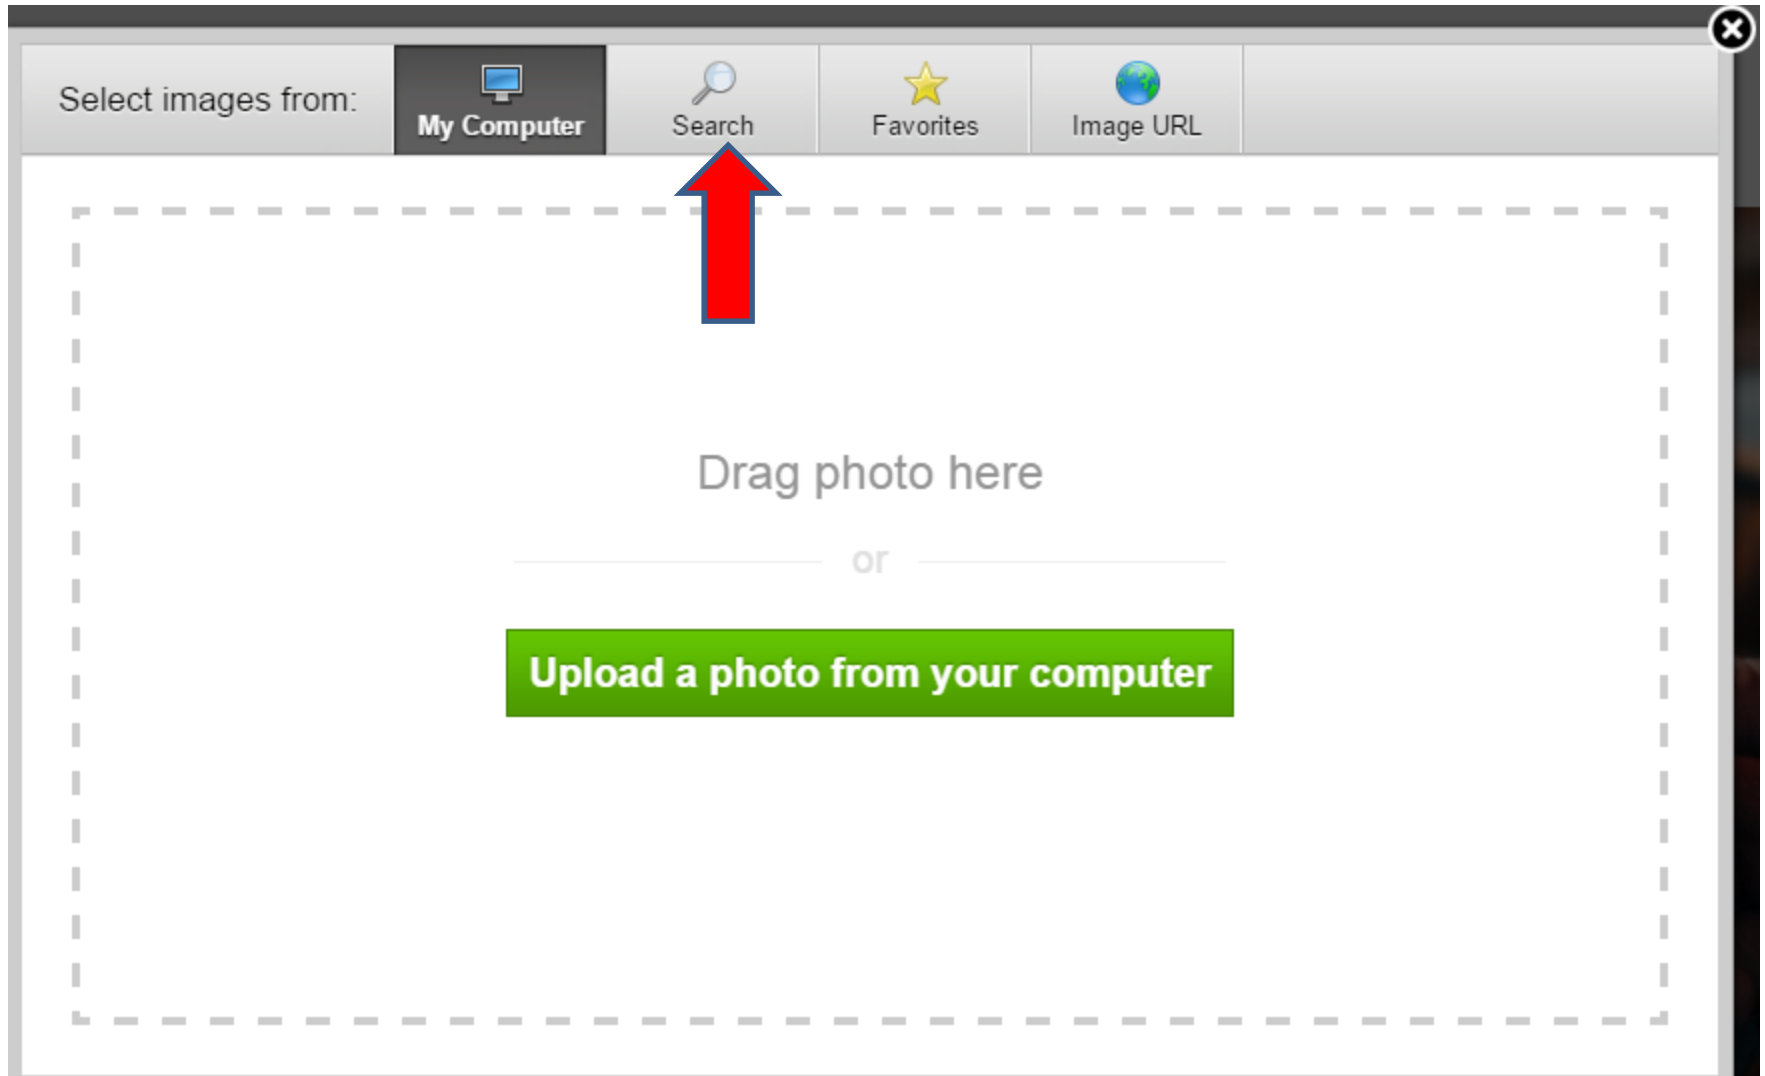 Select images from:
My Computer
Search
Favorites
Image URL
Drag photo here
or
Upload a photo from your computer